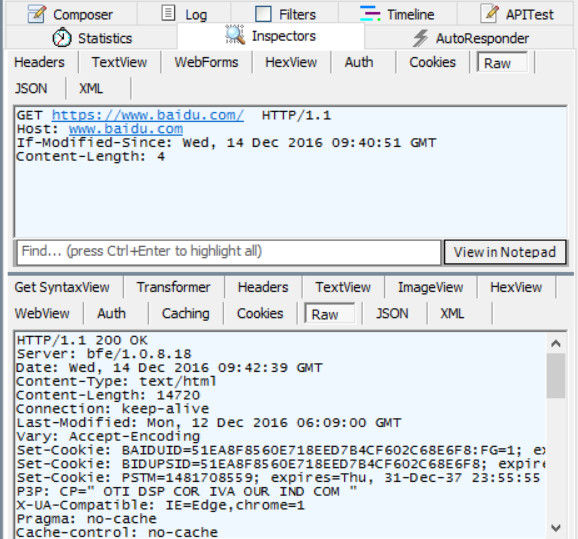 Composer Log Filters Timeline APITest
Statistics Inspectors AutoResponder
Headers TextView WebForms HexView Auth Cookies Raw
JSON XML
GET https://www.baidu.com/ HTTP/1.1
Host: www.baidu.com
If-Modified-Since: Wed, 14 Dec 2016 09:40:51 GMT
Content-Length: 4
Find... (press Ctrl+Enter to highlight all) View in Notepad
Get SyntaxView Transformer Headers TextView ImageView HexView
WebView Auth Caching Cookies Raw JSON XML
HTTP/1.1 200 OK
Server: bfe/1.0.8.18
Date: Wed, 14 Dec 2016 09:42:39 GMT
Content-Type: text/html
Content-Length: 14720
Connection: keep-alive
Last-Modified: Mon, 12 Dec 2016 06:09:00 GMT
Vary: Accept-Encoding
Set-Cookie: BAIDUID=51EA8F8560E718EED7B4CF602C68E6F8:FG=1; ex
Set-Cookie: BIDUPSID=51EA8F8560E718EED7B4CF602C68E6F8; expire
Set-Cookie: PSTM=1481708559; expires=Thu, 31-Dec-37 23:55:55
P3P: CP=" OTI DSP COR IVA OUR IND COM "
X-UA-Compatible: IE=Edge,chrome=1
Pragma: no-cache
Cache-control: no-cache